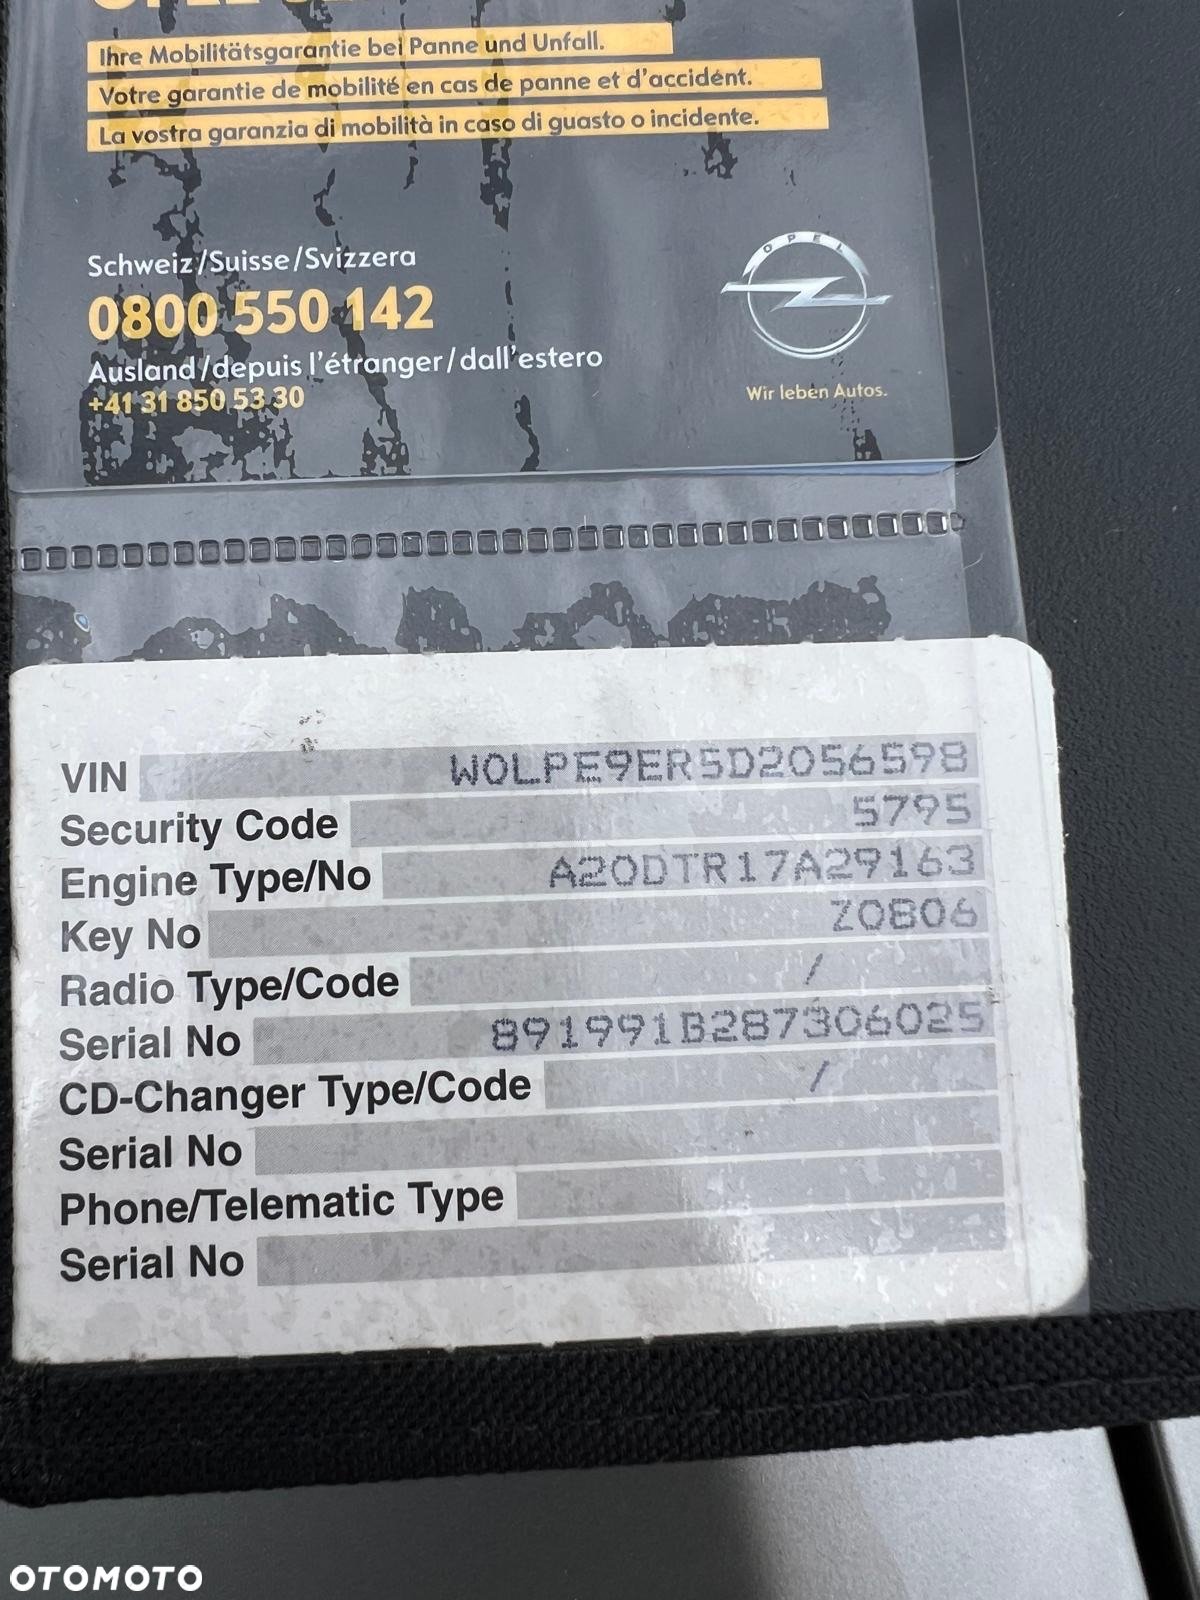 Ihre Mobilitätsgarantie bei Panne und Unfall.
Votre garantie de mobilité en cas de panne et d'accident.
La vostra garanzia di mobilità in caso di guasto o incidente.
Schweiz/Suisse/Svizzera
0800 550 142
Ausland/depuis l'étranger/dall'estero
+41 31 850 53 30
OPEL
Wir leben Autos.
VIN W0LPE9ER5D2056598
Security Code 5795
Engine Type/No A20DTR17A29163
Key No Z0806
Radio Type/Code /
Serial No 891991B287306025
CD-Changer Type/Code /
Serial No
Phone/Telematic Type
Serial No
OTOMOTO